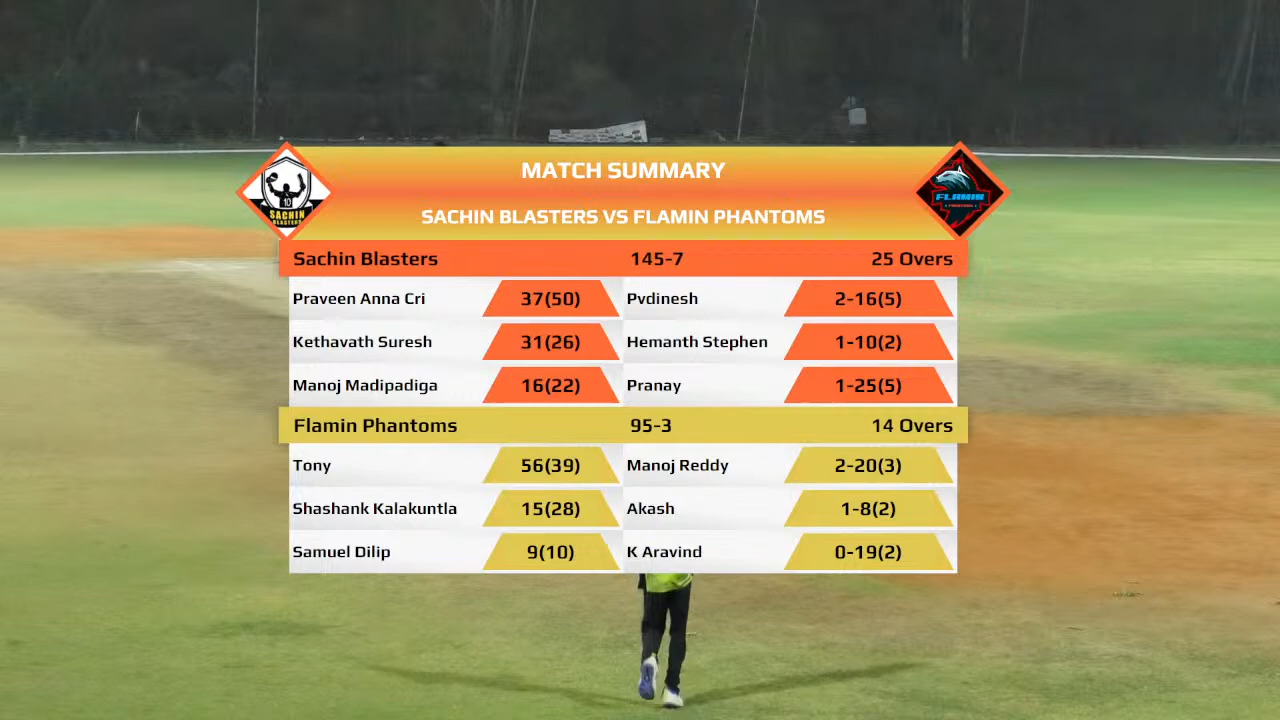 MATCH SUMMARY
SACHIN BLASTERS VS FLAMIN PHANTOMS
10
SACHIN
BLASTERS
FLAMIN
PHANTOMS
Sachin Blasters 145-7 25 Overs
Praveen Anna Cri 37(50) Pvdinesh 2-16(5)
Kethavath Suresh 31(26) Hemanth Stephen 1-10(2)
Manoj Madipadiga 16(22) Pranay 1-25(5)
Flamin Phantoms 95-3 14 Overs
Tony 56(39) Manoj Reddy 2-20(3)
Shashank Kalakuntla 15(28) Akash 1-8(2)
Samuel Dilip 9(10) K Aravind 0-19(2)